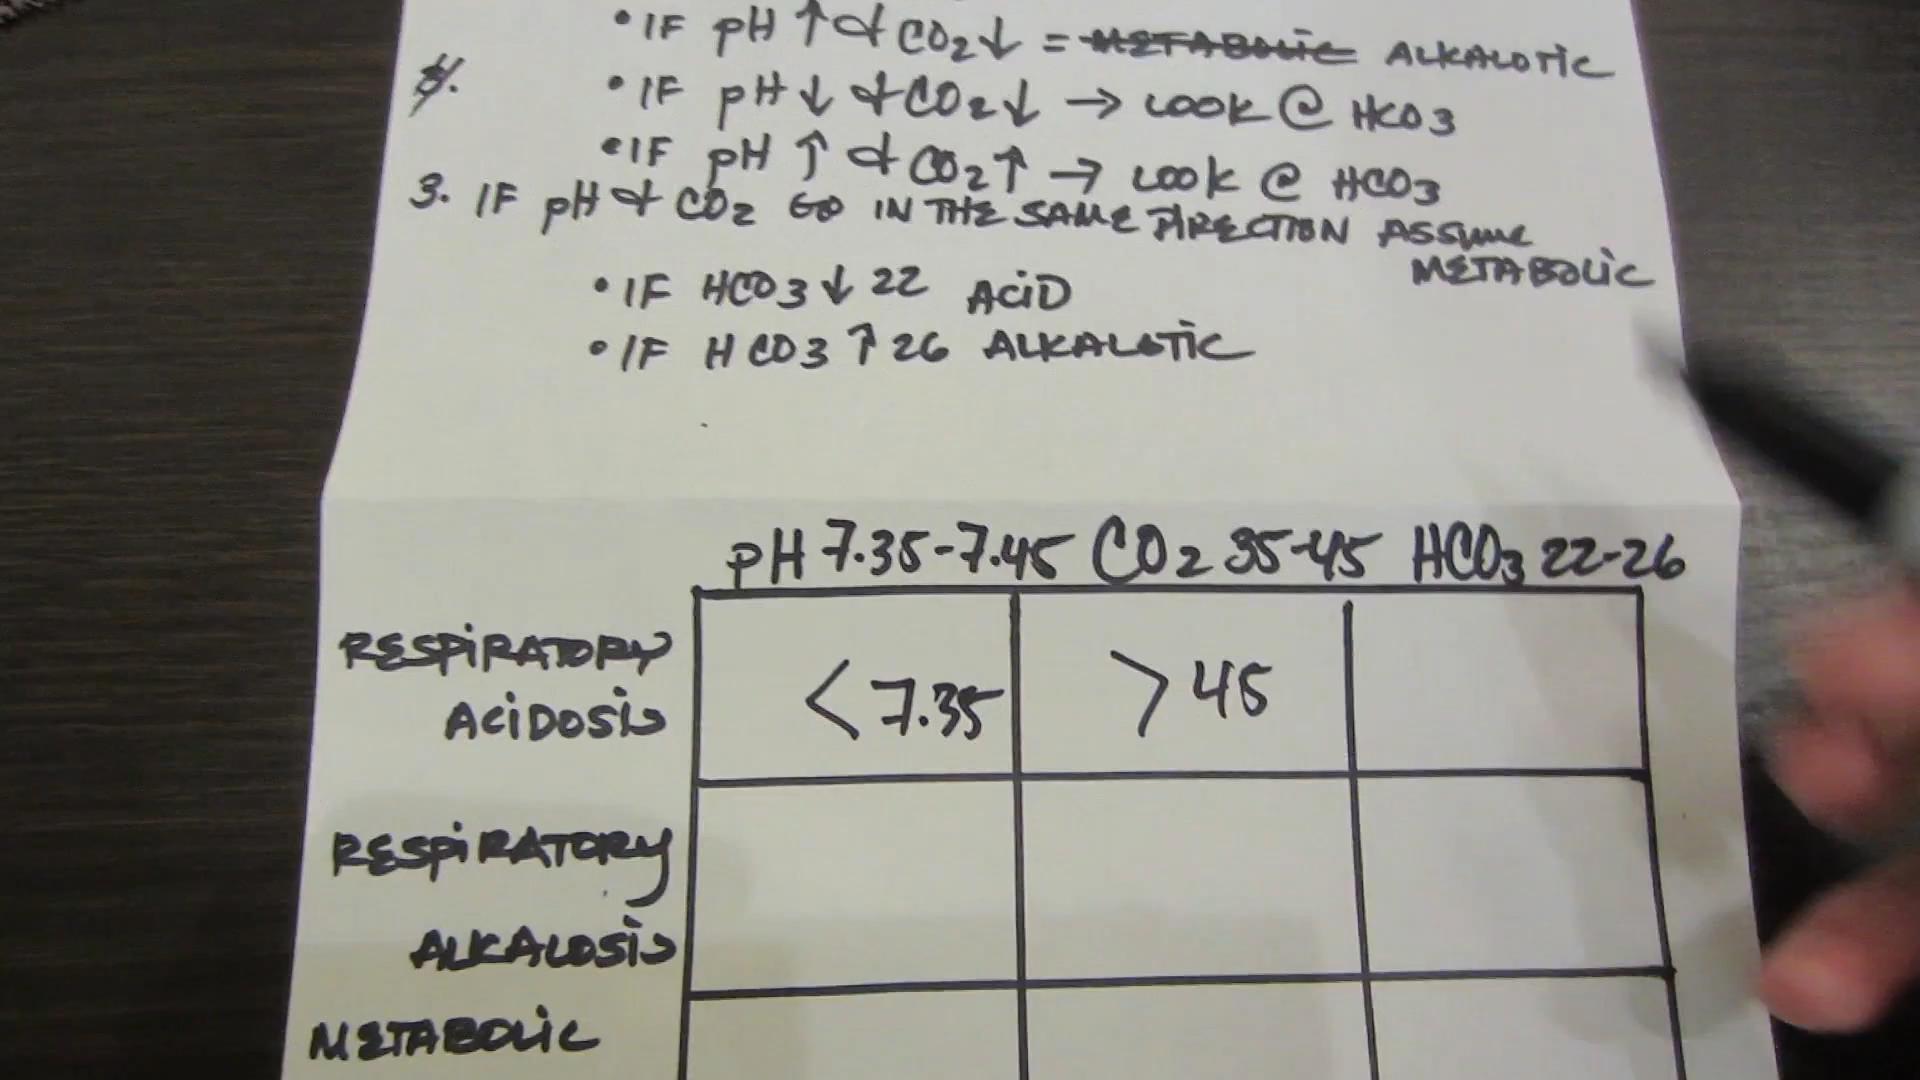 • IF pH ↑ & CO2 ↓ = METABOLIC ALKALOTIC
4.
• IF pH ↓ & CO2 ↓ → LOOK @ HCO3
• IF pH ↑ & CO2 ↑ → LOOK @ HCO3
3. IF pH & CO2 GO IN THE SAME DIRECTION ASSUME
METABOLIC
• IF HCO3 ↓ 22 ACID
• IF HCO3 ↑ 26 ALKALOTIC
pH 7.35-7.45 CO2 35-45 HCO3 22-26
RESPIRATORY
ACIDOSIS
< 7.35 > 45
RESPIRATORY
ALKALOSIS
METABOLIC